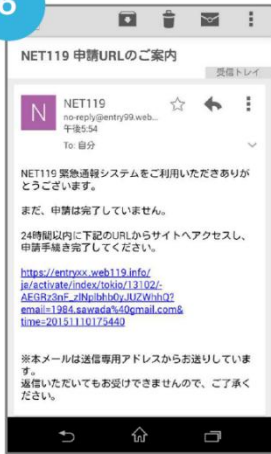 NET119 申請URLのご案内
受信トレイ
N
NET119
no-reply@entry99.web...
午後5:54
To: 自分
NET119 緊急通報システムをご利用いただきありが
とうございます。
まだ、申請は完了していません。
24時間以内に下記のURLからサイトへアクセスし、
申請手続き完了してください。
https://entryxx.web119.info/
ja/activate/index/tokio/13102/-
AEGRz3nF_zlNplbhb0yJUZWhhQ?
email=1984.sawada%40gmail.com&
time=20151110175440
※本メールは送信専用アドレスからお送りしていま
す。
返信いただいてもお受けできませんので、ご了承く
ださい。